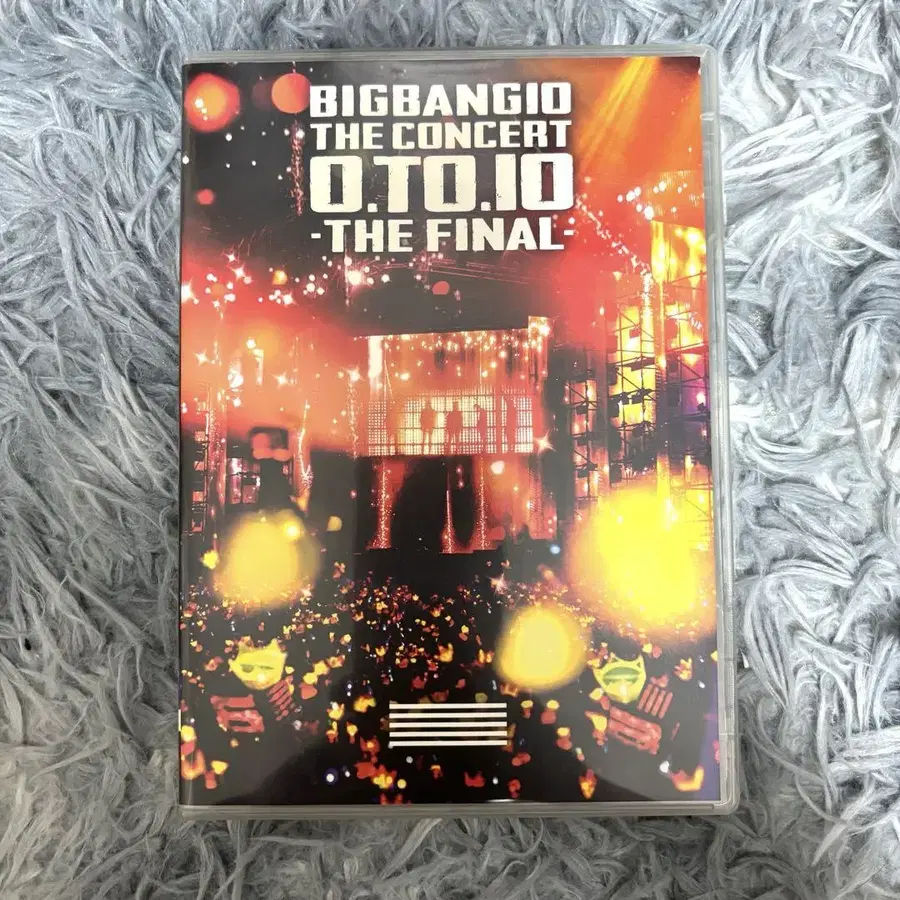 BIGBANG10
THE CONCERT
0.TO.10
-THE FINAL-